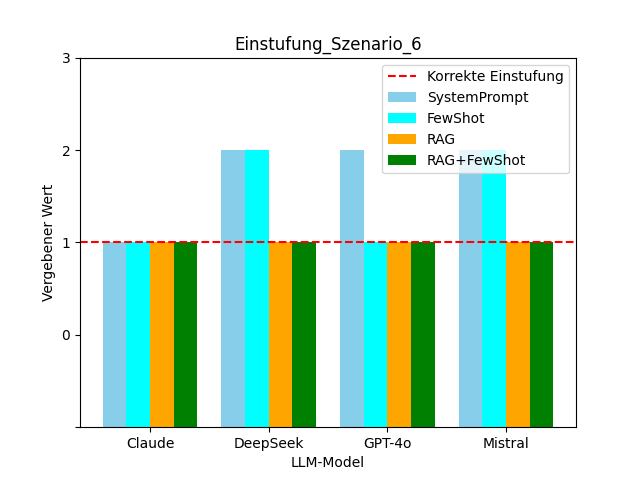 Einstufung_Szenario_6
3
2
1
0
Vergebener Wert
Korrekte Einstufung
SystemPrompt
FewShot
RAG
RAG+FewShot
Claude
DeepSeek
GPT-4o
Mistral
LLM-Model